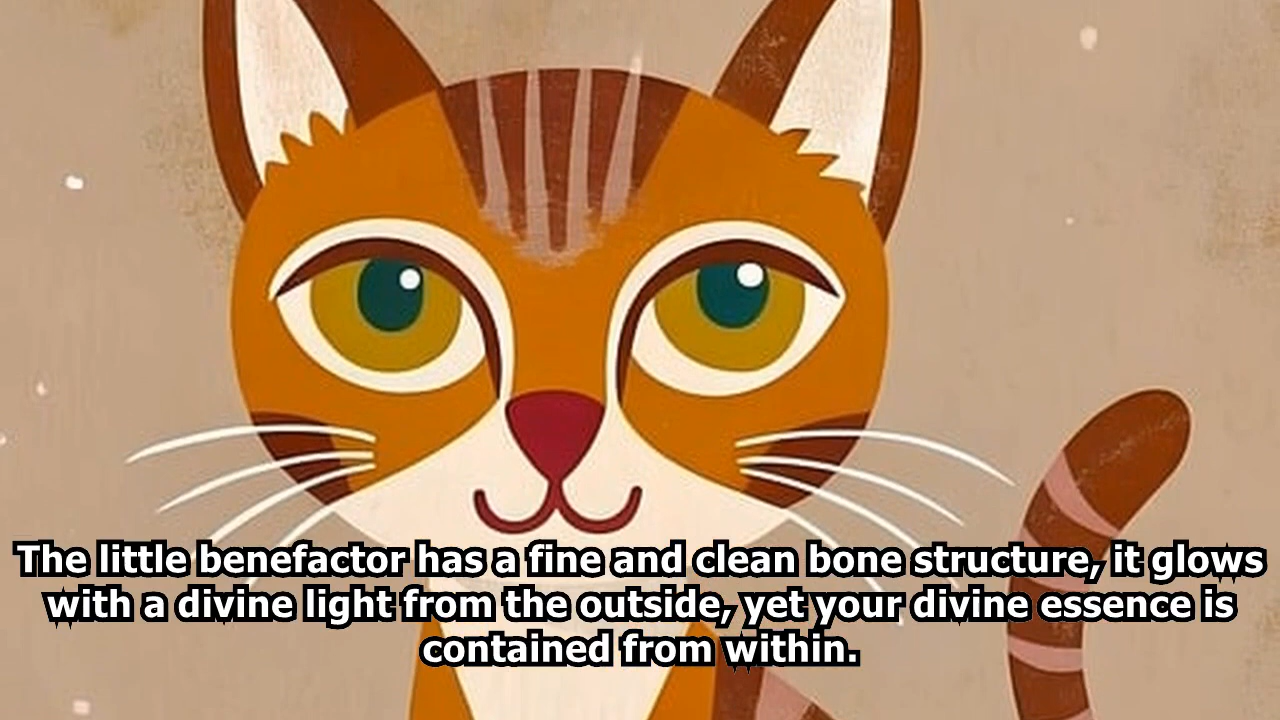 The little benefactor has a fine and clean bone structure, it glows
with a divine light from the outside, yet your divine essence is
contained from within.